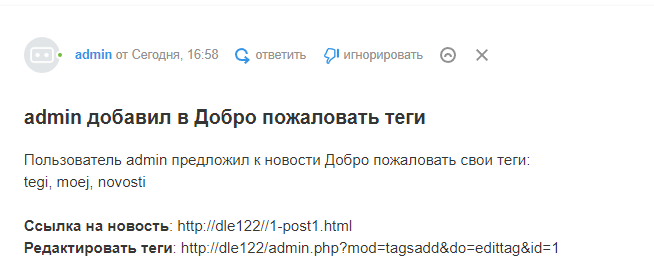 admin от Сегодня, 16:58 ответить игнорировать
admin добавил в Добро пожаловать теги
Пользователь admin предложил к новости Добро пожаловать свои теги:
tegi, moej, novosti
Ссылка на новость: http://dle122//1-post1.html
Редактировать теги: http://dle122/admin.php?mod=tagsadd&do=edittag&id=1